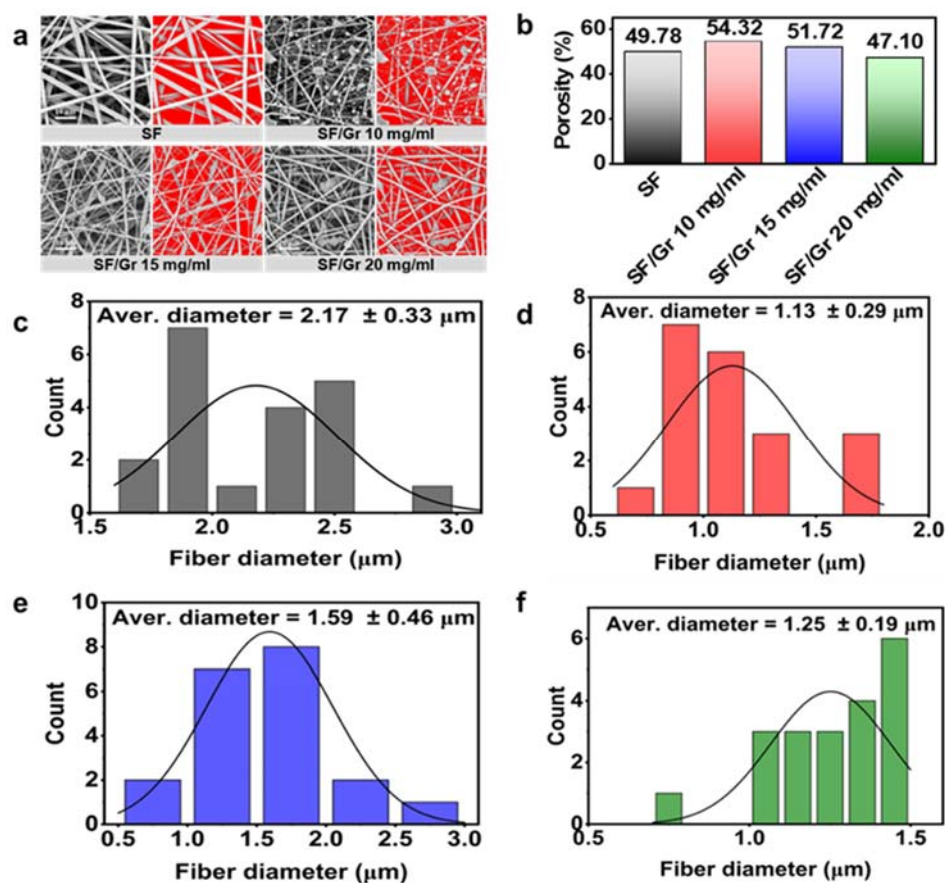 a
SF
SF/Gr 10 mg/ml
SF/Gr 15 mg/ml
SF/Gr 20 mg/ml
b
Porosity (%)
60
40
20
0
49.78
54.32
51.72
47.10
SF
SF/Gr 10 mg/ml
SF/Gr 15 mg/ml
SF/Gr 20 mg/ml
c
Aver. diameter = 2.17 ± 0.33 μm
Count
8
6
4
2
0
1.5
2.0
2.5
3.0
Fiber diameter (μm)
d
Aver. diameter = 1.13 ± 0.29 μm
Count
8
6
4
2
0
0.5
1.0
1.5
2.0
Fiber diameter (μm)
e
Aver. diameter = 1.59 ± 0.46 μm
Count
10
8
6
4
2
0
0.5
1.0
1.5
2.0
2.5
3.0
Fiber diameter (μm)
f
Aver. diameter = 1.25 ± 0.19 μm
Count
6
4
2
0
0.5
1.0
1.5
Fiber diameter (μm)